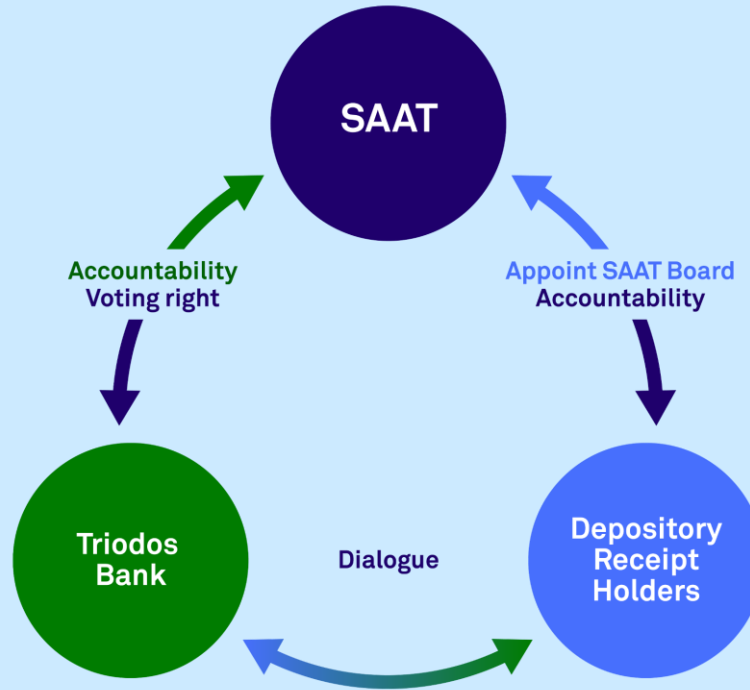 SAAT
Accountability
Voting right
Appoint SAAT Board
Accountability
Triodos
Bank
Dialogue
Depository
Receipt
Holders